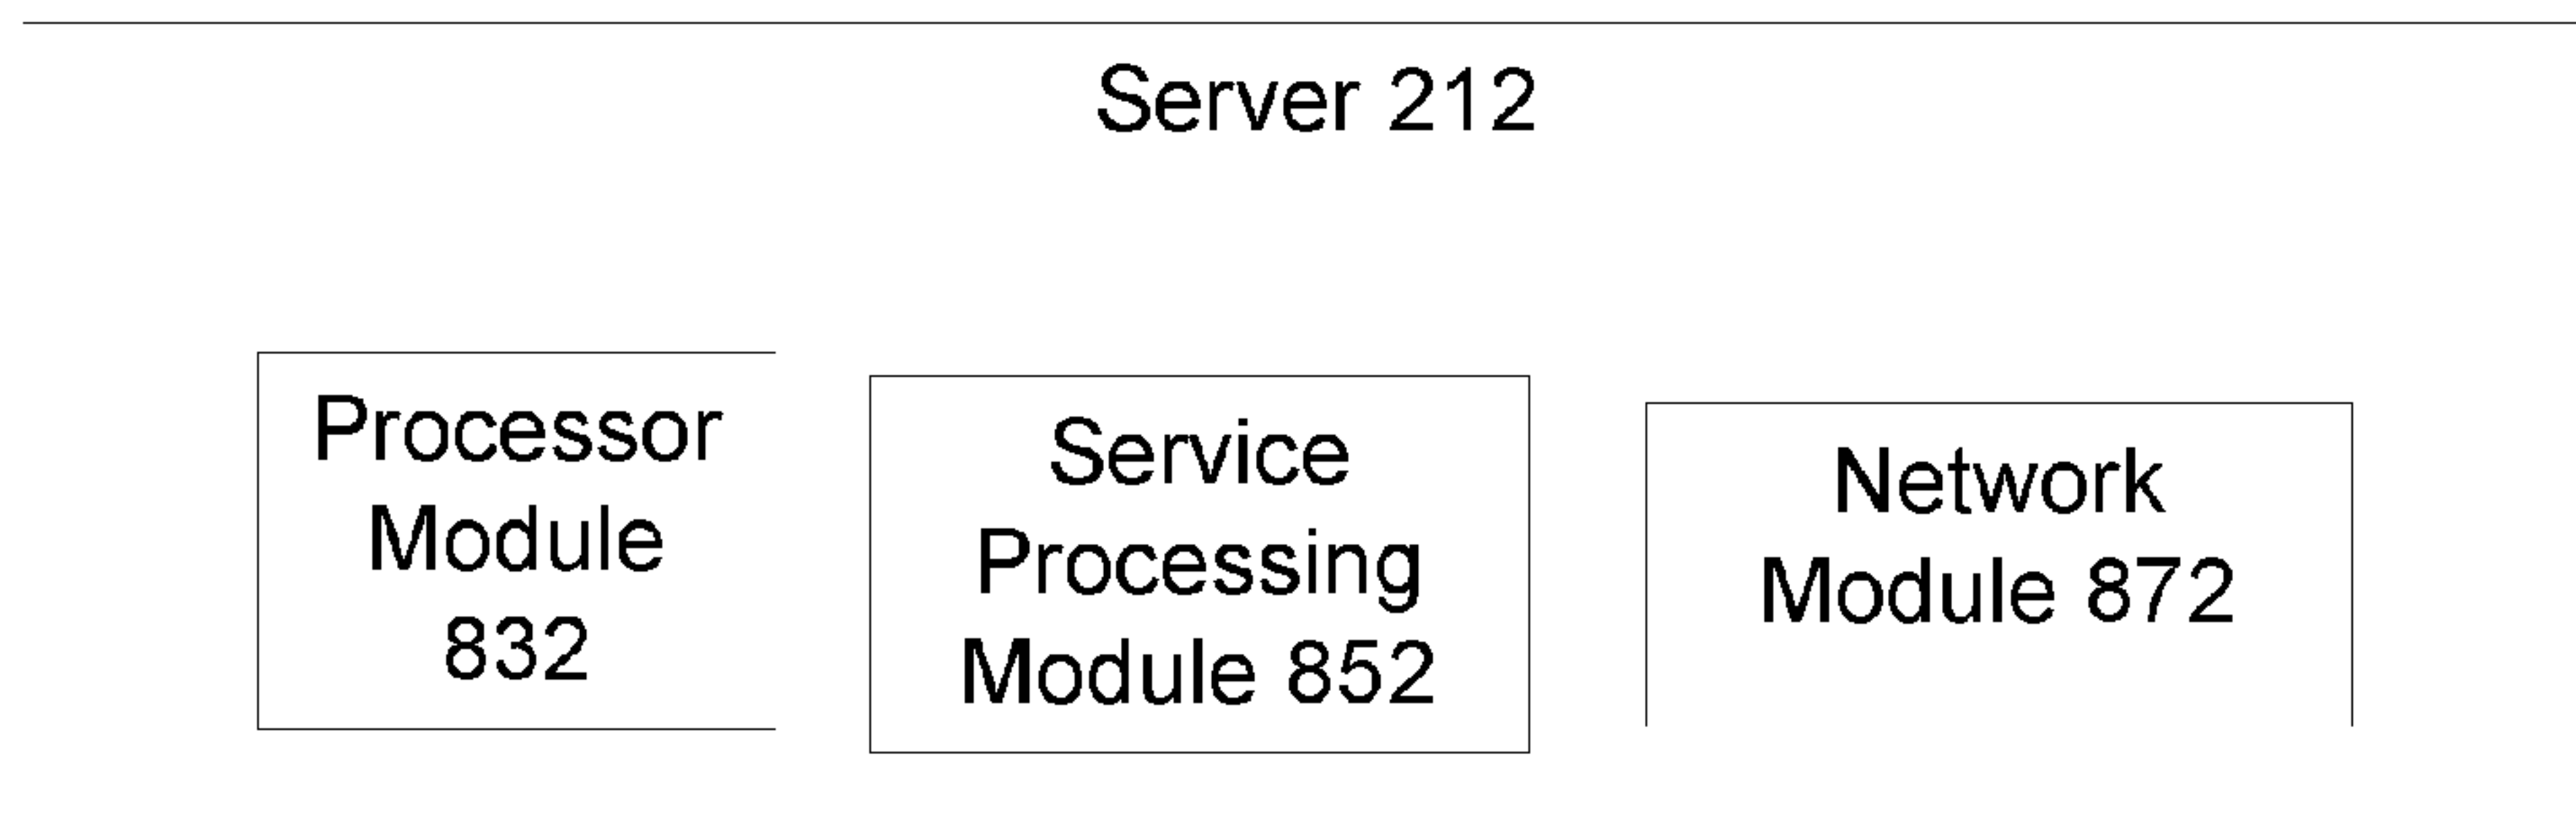 Server 212
Processor
Module
832
Service
Processing
Module 852
Network
Module 872